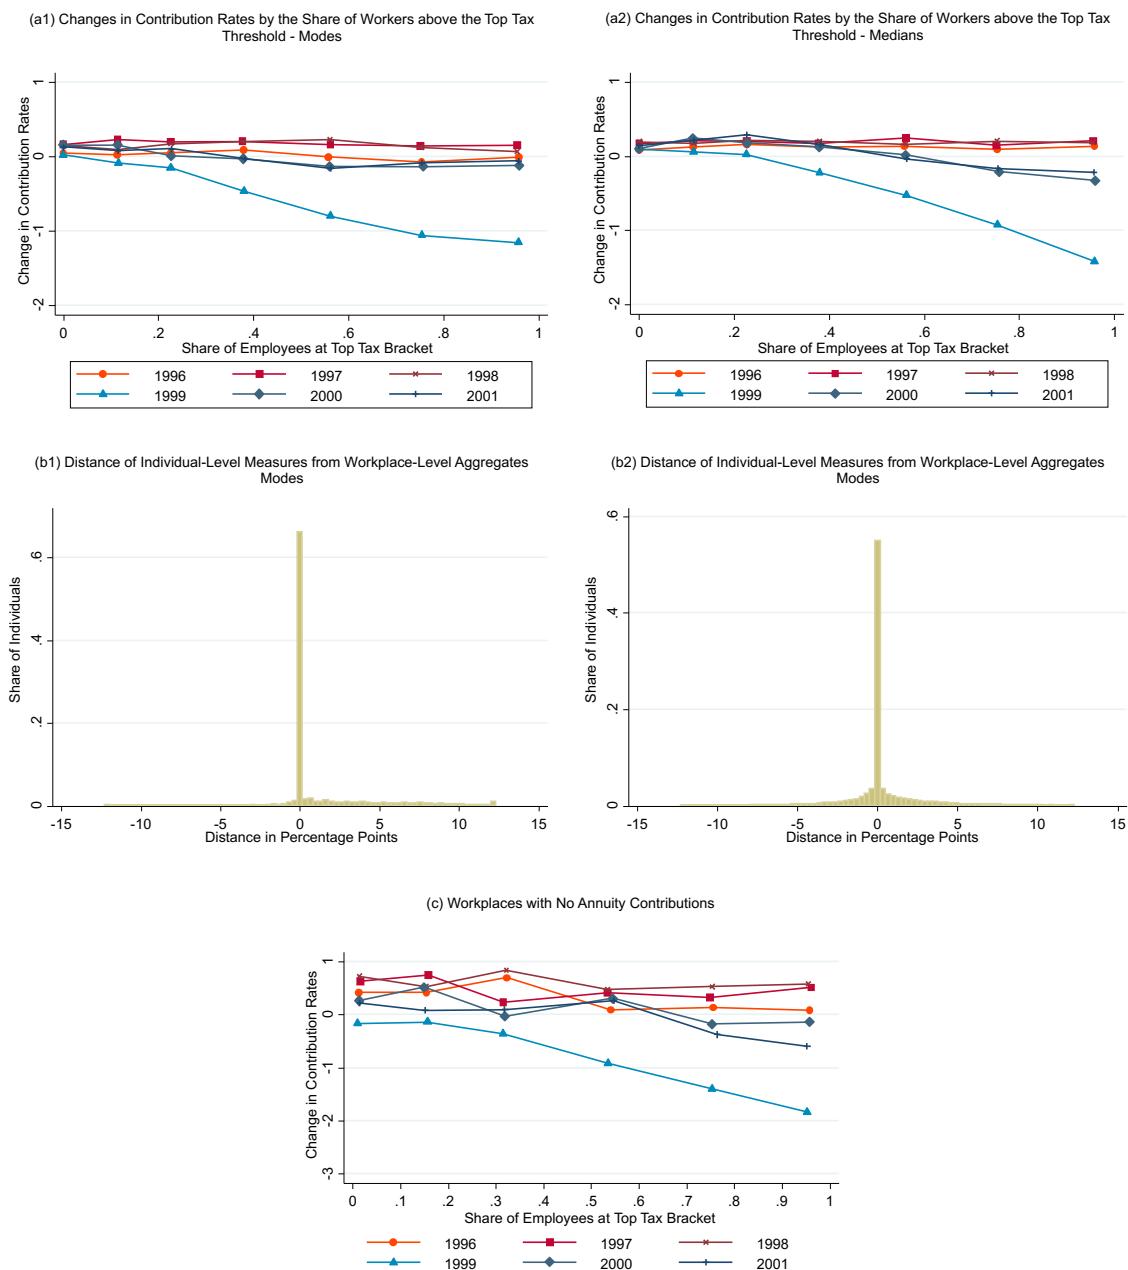 (a1) Changes in Contribution Rates by the Share of Workers above the Top Tax
Threshold - Modes
Change in Contribution Rates
1
0
-1
-2
0 .2 .4 .6 .8 1
Share of Employees at Top Tax Bracket
1996 1997 1998
1999 2000 2001
(a2) Changes in Contribution Rates by the Share of Workers above the Top Tax
Threshold - Medians
Change in Contribution Rates
1
0
-1
-2
0 .2 .4 .6 .8 1
Share of Employees at Top Tax Bracket
1996 1997 1998
1999 2000 2001
(b1) Distance of Individual-Level Measures from Workplace-Level Aggregates
Modes
Share of Individuals
.6
.4
.2
0
-15 -10 -5 0 5 10 15
Distance in Percentage Points
(b2) Distance of Individual-Level Measures from Workplace-Level Aggregates
Modes
Share of Individuals
.6
.4
.2
0
-15 -10 -5 0 5 10 15
Distance in Percentage Points
(c) Workplaces with No Annuity Contributions
Change in Contribution Rates
1
0
-1
-2
-3
0 .1 .2 .3 .4 .5 .6 .7 .8 .9 1
Share of Employees at Top Tax Bracket
1996 1997 1998
1999 2000 2001